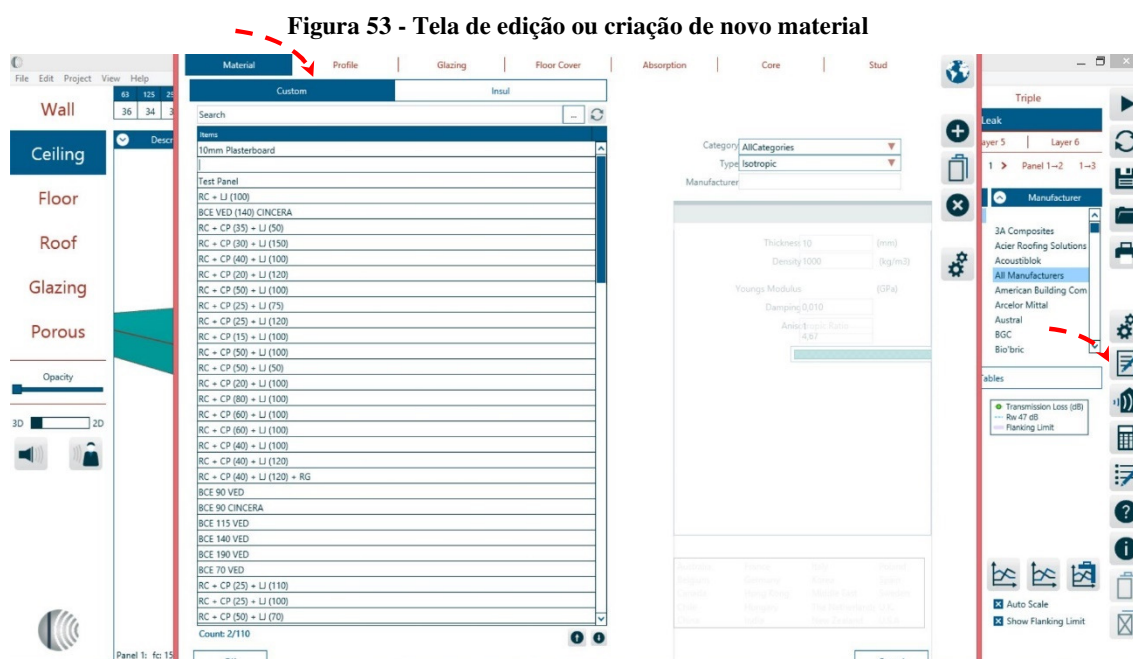 Figura 53 - Tela de edição ou criação de novo material
File Edit Project View Help
Wall
Ceiling
Floor
Roof
Glazing
Porous
Opacity
3D 2D
63 125
36 34
Descr
Material Profile Glazing Floor Cover Absorption Core Stud
Custom Insul
Search ...
Items
10mm Plasterboard
Test Panel
RC + LJ (100)
BCE VED (140) CINCERA
RC + CP (35) + LJ (50)
RC + CP (30) + LJ (150)
RC + CP (40) + LJ (100)
RC + CP (20) + LJ (120)
RC + CP (50) + LJ (100)
RC + CP (25) + LJ (75)
RC + CP (25) + LJ (120)
RC + CP (15) + LJ (100)
RC + CP (50) + LJ (100)
RC + CP (50) + LJ (50)
RC + CP (20) + LJ (100)
RC + CP (80) + LJ (100)
RC + CP (60) + LJ (100)
RC + CP (60) + LJ (100)
RC + CP (40) + LJ (100)
RC + CP (40) + LJ (120)
RC + CP (40) + LJ (120) + RG
BCE 90 VED
BCE 90 CINCERA
BCE 115 VED
BCE 140 VED
BCE 190 VED
BCE 70 VED
RC + CP (25) + LJ (110)
RC + CP (25) + LJ (100)
RC + CP (50) + LJ (70)
Count: 2/110
Panel 1: fc: 15
Category AllCategories
Type Isotropic
Manufacturer
Thickness 10 (mm)
Density 1000 (kg/m3)
Youngs Modulus (GPa)
Damping 0,010
4,67
Triple
Leak
Layer 6
1 > Panel 1→2 1→3
Manufacturer
3A Composites
Acier Roofing Solutions
Acoustiblok
All Manufacturers
American Building Com
Arcelor Mittal
Austral
BGC
Bio'bric
Transmission Loss (dB)
Rw 47 dB
Flanking Limit
Auto Scale
Show Flanking Limit